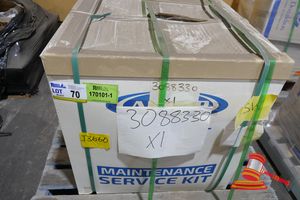 LOT
70
170101-1
3088330
X1
3088330
X1
13660
MAINTENANCE
SERVICE KIT